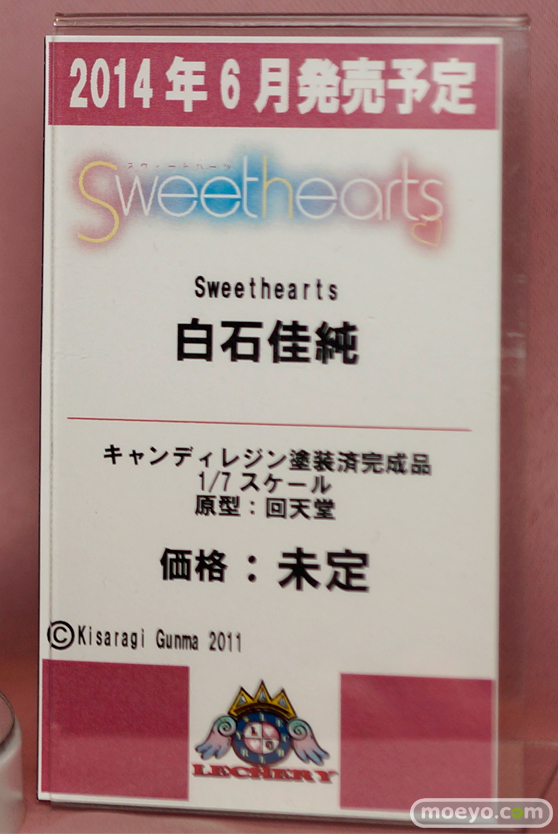 2014年6月発売予定
スウィートハーツ
Sweethearts
Sweethearts
白石佳純
キャンディレジン塗装済完成品
1/7スケール
原型：回天堂
価格：未定
©Kisaragi Gunma 2011
LECHERY
moeyo.com